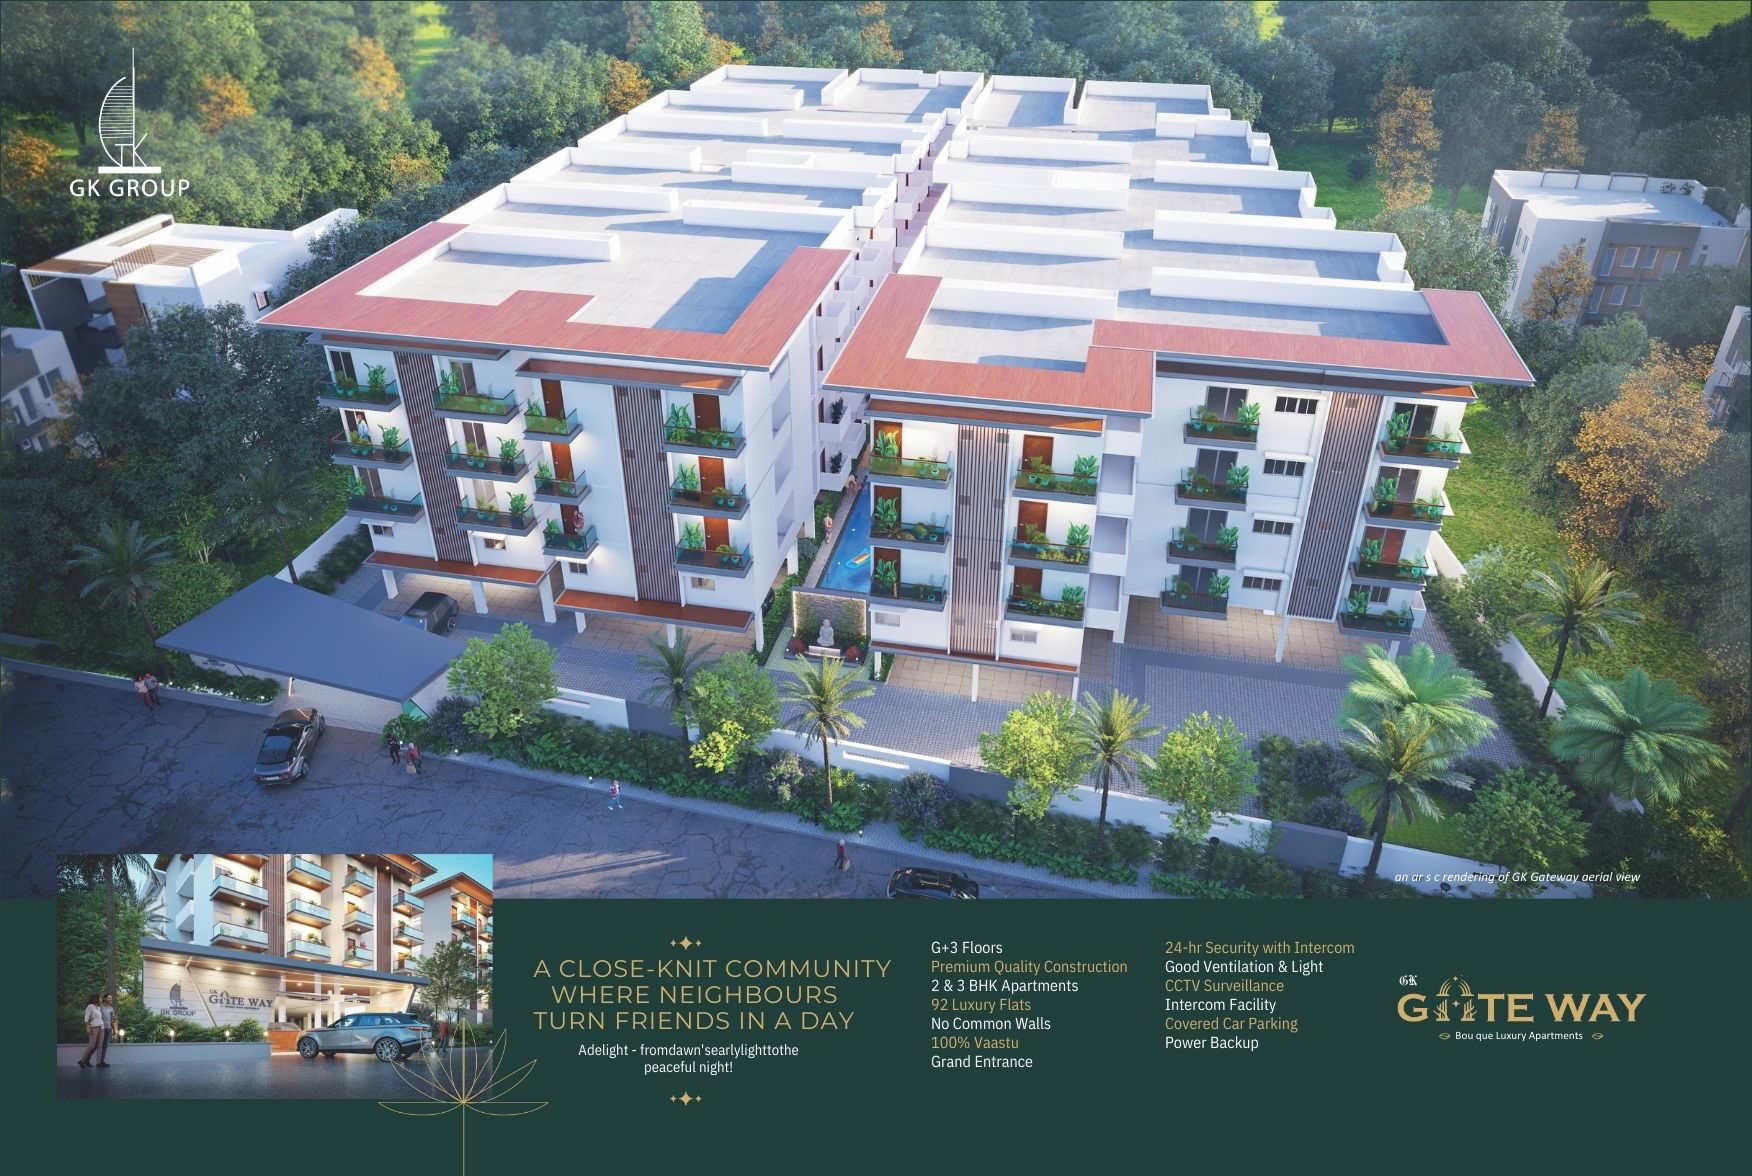 GK GROUP
an ar s c rendering of GK Gateway aerial view
GK GROUP
GK
GATE WAY
A CLOSE-KNIT COMMUNITY
WHERE NEIGHBOURS
TURN FRIENDS IN A DAY
Adelight - fromdawn'searlylighttothe
peaceful night!
G+3 Floors
Premium Quality Construction
2 & 3 BHK Apartments
92 Luxury Flats
No Common Walls
100% Vaastu
Grand Entrance
24-hr Security with Intercom
Good Ventilation & Light
CCTV Surveillance
Intercom Facility
Covered Car Parking
Power Backup
GK
GATE WAY
Bou que Luxury Apartments